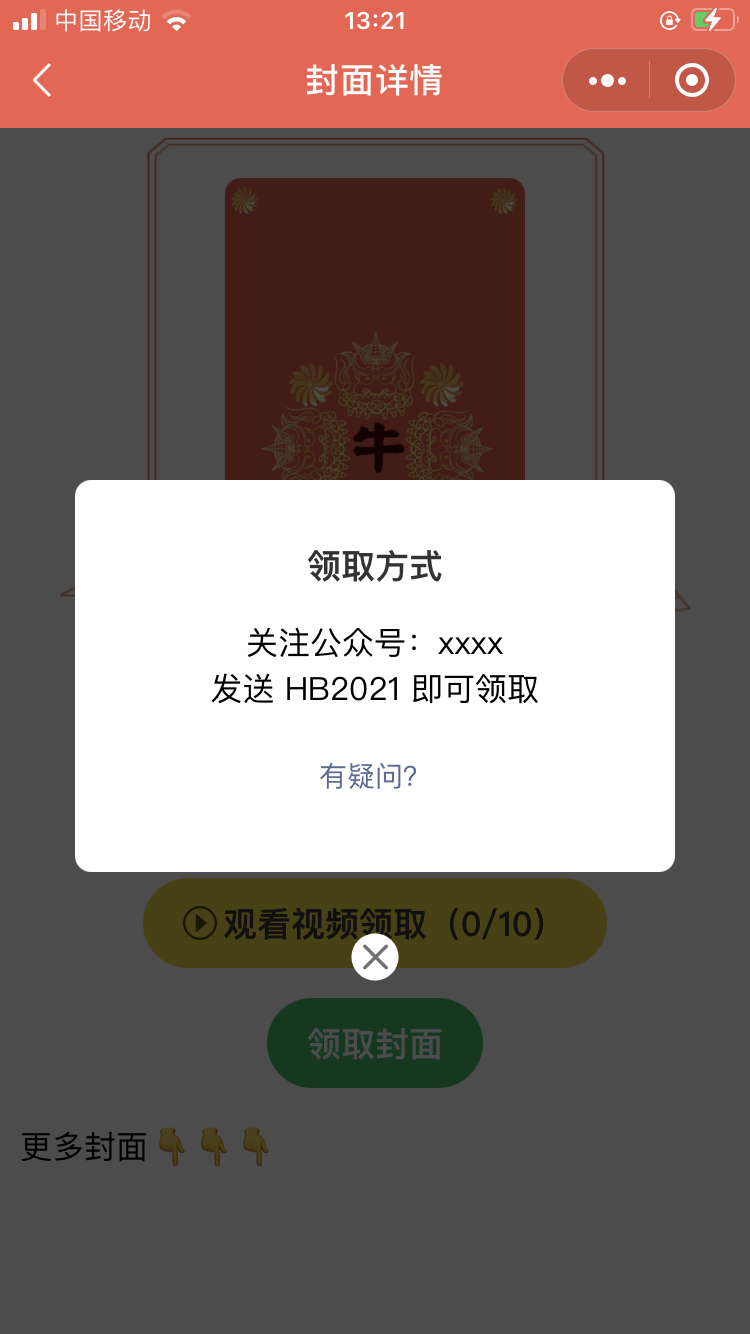 中国移动
13:21
封面详情
牛
领取方式
关注公众号：xxxx
发送 HB2021 即可领取
有疑问?
观看视频领取（0/10）
领取封面
更多封面👇👇👇